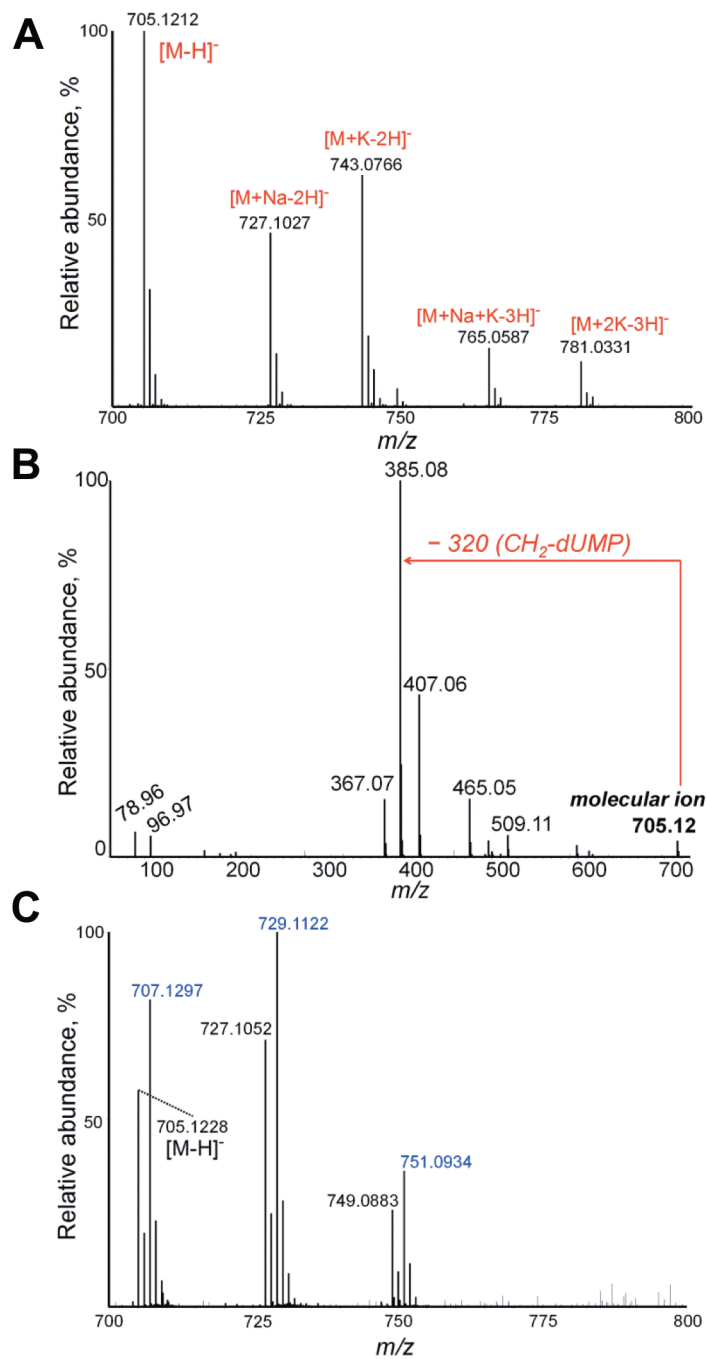 A
705.1212
100
[M-H]⁻
[M+K-2H]⁻
743.0766
[M+Na-2H]⁻
727.1027
50
[M+Na+K-3H]⁻
765.0587
[M+2K-3H]⁻
781.0331
Relative abundance, %
700
725
750
775
800
m/z
B
100
385.08
− 320 (CH₂-dUMP)
50
407.06
367.07
465.05
509.11
molecular ion
705.12
78.96
96.97
Relative abundance, %
0
100
200
300
400
500
600
700
m/z
C
729.1122
100
707.1297
727.1052
705.1228
[M-H]⁻
50
751.0934
749.0883
Relative abundance, %
700
725
750
775
800
m/z